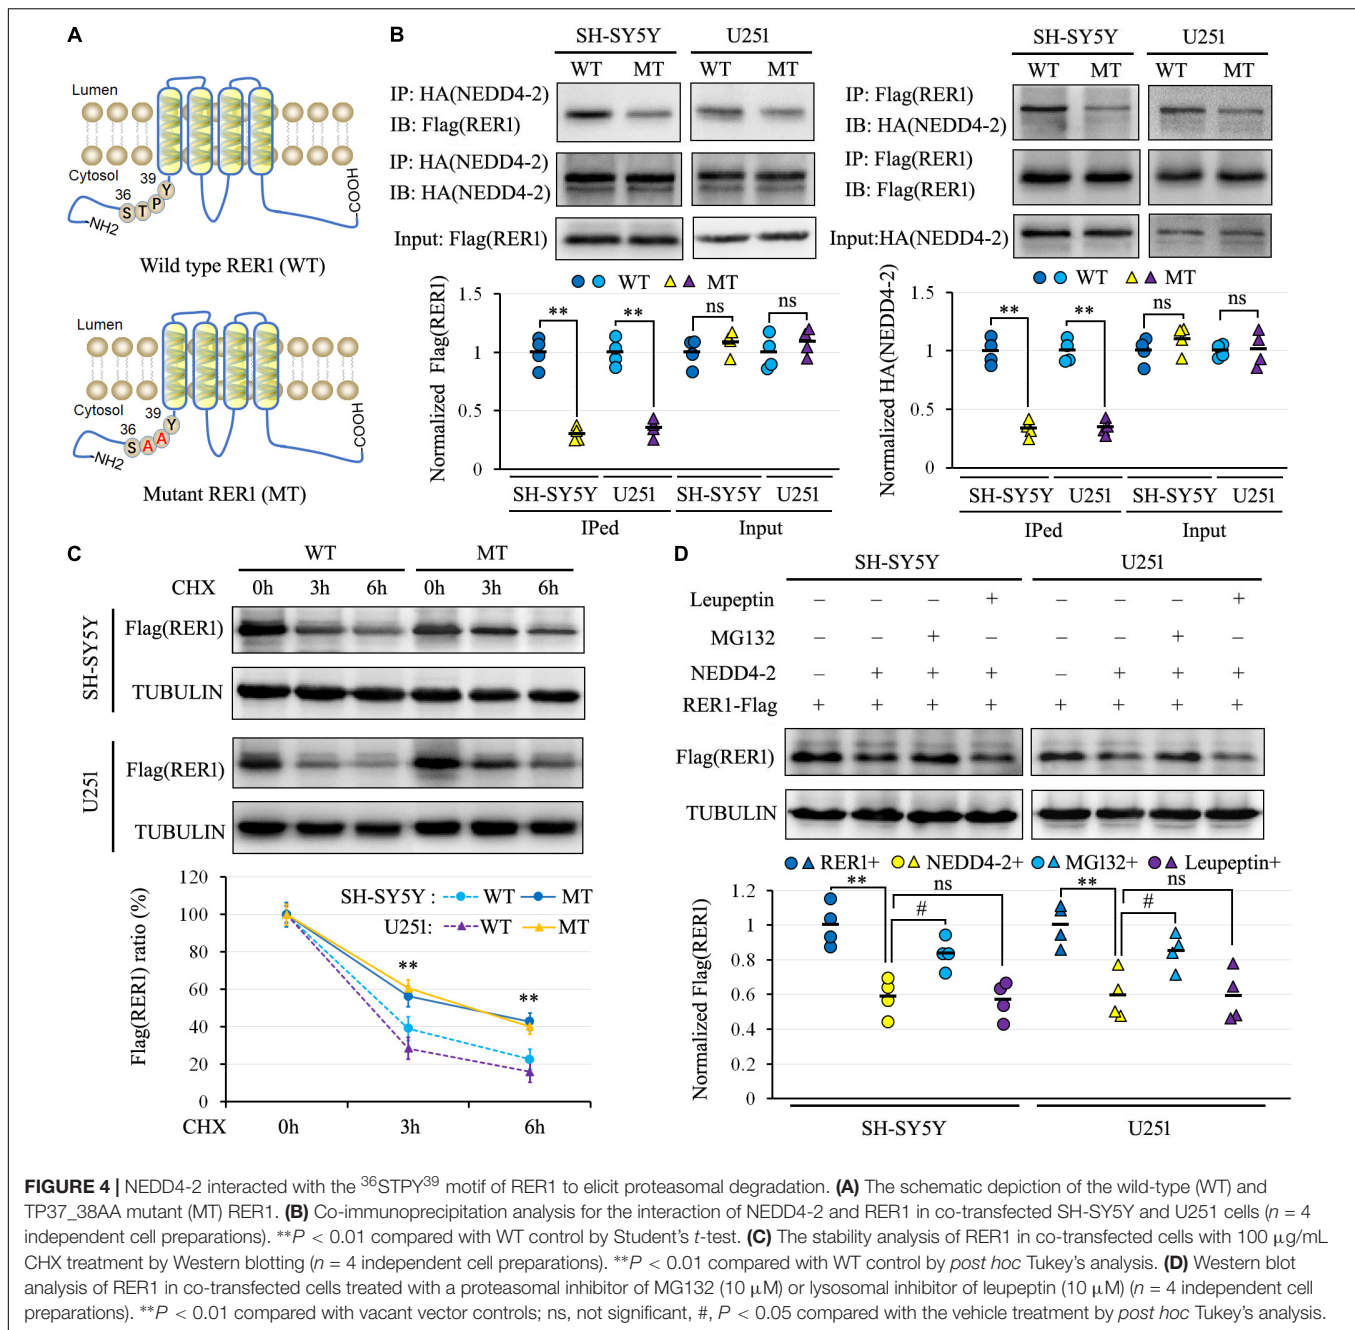 A
Lumen
Cytosol
36
39
S T P Y
-NH2
-COOH
Wild type RER1 (WT)
Lumen
Cytosol
36
39
S A A Y
-NH2
-COOH
Mutant RER1 (MT)
B
SH-SY5Y U251
WT MT WT MT
IP: HA(NEDD4-2)
IB: Flag(RER1)
IP: HA(NEDD4-2)
IB: HA(NEDD4-2)
Input: Flag(RER1)
WT MT
Normalized Flag(RER1)
1.5
1
0.5
0
** ** ns ns
SH-SY5Y U251 SH-SY5Y U251
IPed Input
SH-SY5Y U251
WT MT WT MT
IP: Flag(RER1)
IB: HA(NEDD4-2)
IP: Flag(RER1)
IB: Flag(RER1)
Input:HA(NEDD4-2)
WT MT
Normalized HA(NEDD4-2)
1.5
1
0.5
0
** ** ns ns
SH-SY5Y U251 SH-SY5Y U251
IPed Input
C
WT MT
CHX 0h 3h 6h 0h 3h 6h
SH-SY5Y
Flag(RER1)
TUBULIN
U251
Flag(RER1)
TUBULIN
Flag(RER1) ratio (%)
120
100
80
60
40
20
0
SH-SY5Y : WT MT
U251: WT MT
** **
CHX 0h 3h 6h
D
SH-SY5Y U251
Leupeptin – – – + – – – +
MG132 – – + – – – + –
NEDD4-2 – + + + – + + +
RER1-Flag + + + + + + + +
Flag(RER1)
TUBULIN
RER1+ NEDD4-2+ MG132+ Leupeptin+
Normalized Flag(RER1)
1.2
1
0.8
0.6
0.4
0.2
0
** # ns ** # ns
SH-SY5Y U251
FIGURE 4 | NEDD4-2 interacted with the 36STPY39 motif of RER1 to elicit proteasomal degradation. (A) The schematic depiction of the wild-type (WT) and
TP37_38AA mutant (MT) RER1. (B) Co-immunoprecipitation analysis for the interaction of NEDD4-2 and RER1 in co-transfected SH-SY5Y and U251 cells (n = 4
independent cell preparations). **P < 0.01 compared with WT control by Student's t-test. (C) The stability analysis of RER1 in co-transfected cells with 100 μg/mL
CHX treatment by Western blotting (n = 4 independent cell preparations). **P < 0.01 compared with WT control by post hoc Tukey's analysis. (D) Western blot
analysis of RER1 in co-transfected cells treated with a proteasomal inhibitor of MG132 (10 μM) or lysosomal inhibitor of leupeptin (10 μM) (n = 4 independent cell
preparations). **P < 0.01 compared with vacant vector controls; ns, not significant, #, P < 0.05 compared with the vehicle treatment by post hoc Tukey's analysis.